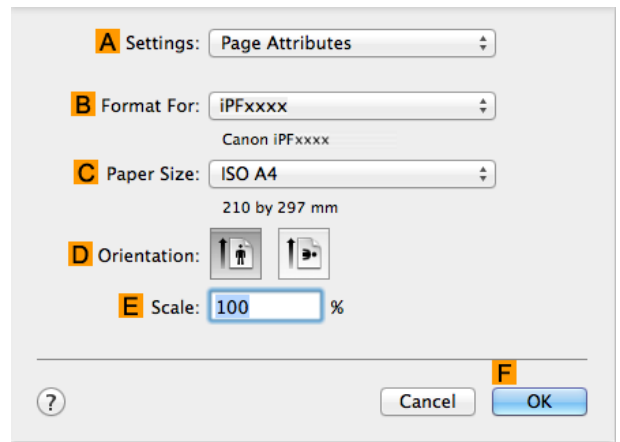 A Settings: Page Attributes
B Format For: iPFxxxx
Canon iPFxxxx
C Paper Size: ISO A4
210 by 297 mm
D Orientation:
E Scale: 100 %
F
? Cancel OK